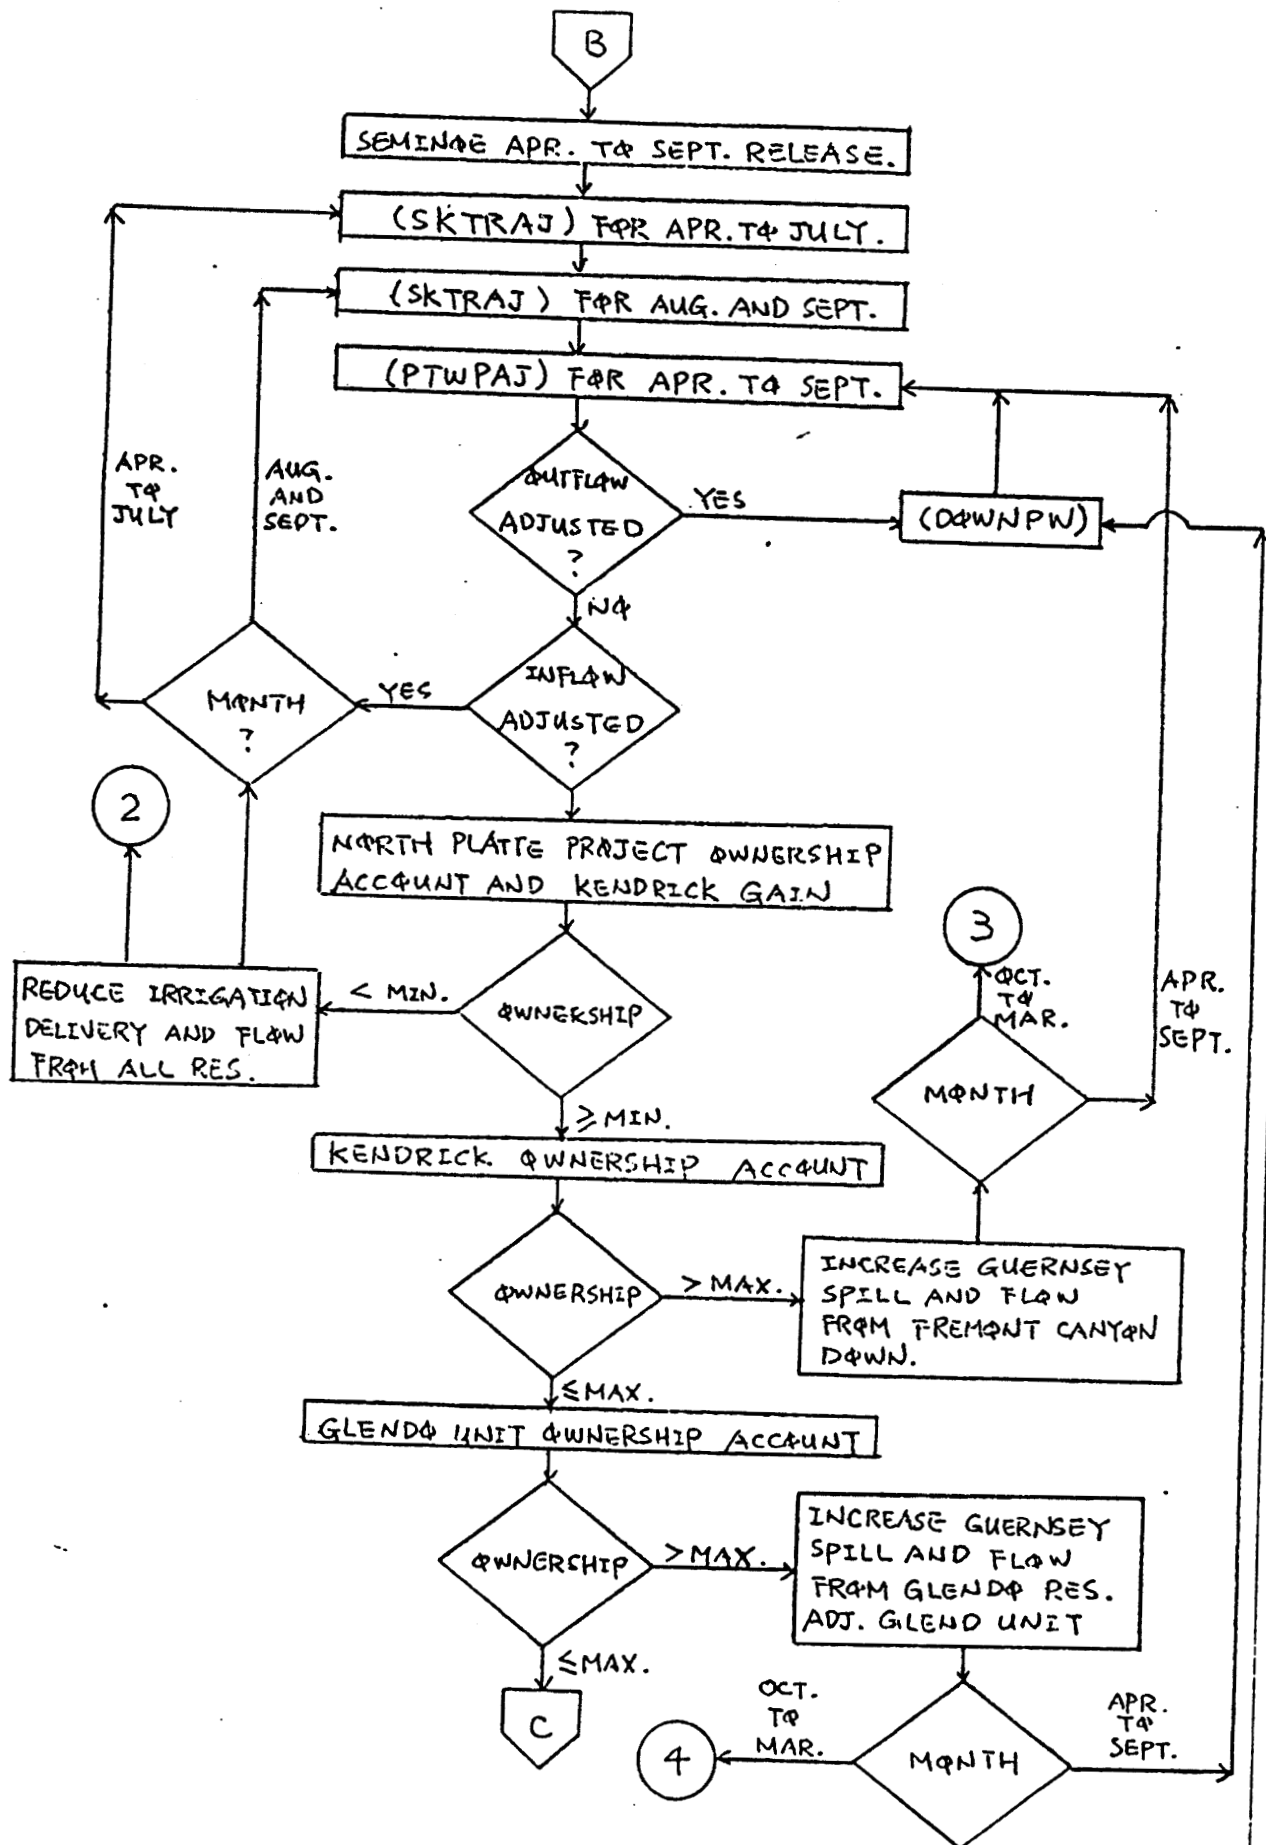 B
SEMINOE APR. TO SEPT. RELEASE.
(SKTRAJ) FOR APR. TO JULY.
(SKTRAJ) FOR AUG. AND SEPT.
(PTWPAJ) FOR APR. TO SEPT.
APR.
TO
JULY
AUG.
AND
SEPT.
OUTFLOW
ADJUSTED
?
YES
(DOWNPW)
NO
INFLOW
ADJUSTED
?
YES
MONTH
?
2
NORTH PLATTE PROJECT OWNERSHIP
ACCOUNT AND KENDRICK GAIN
3
OCT.
TO
MAR.
APR.
TO
SEPT.
REDUCE IRRIGATION
DELIVERY AND FLOW
FROM ALL RES.
< MIN.
OWNERSHIP
MONTH
≥ MIN.
KENDRICK OWNERSHIP ACCOUNT
OWNERSHIP
> MAX.
INCREASE GUERNSEY
SPILL AND FLOW
FROM FREMONT CANYON
DOWN.
≤ MAX.
GLENDO UNIT OWNERSHIP ACCOUNT
OWNERSHIP
> MAX.
INCREASE GUERNSEY
SPILL AND FLOW
FROM GLENDO RES.
ADJ. GLEND UNIT
≤ MAX.
C
OCT.
TO
MAR.
4
MONTH
APR.
TO
SEPT.